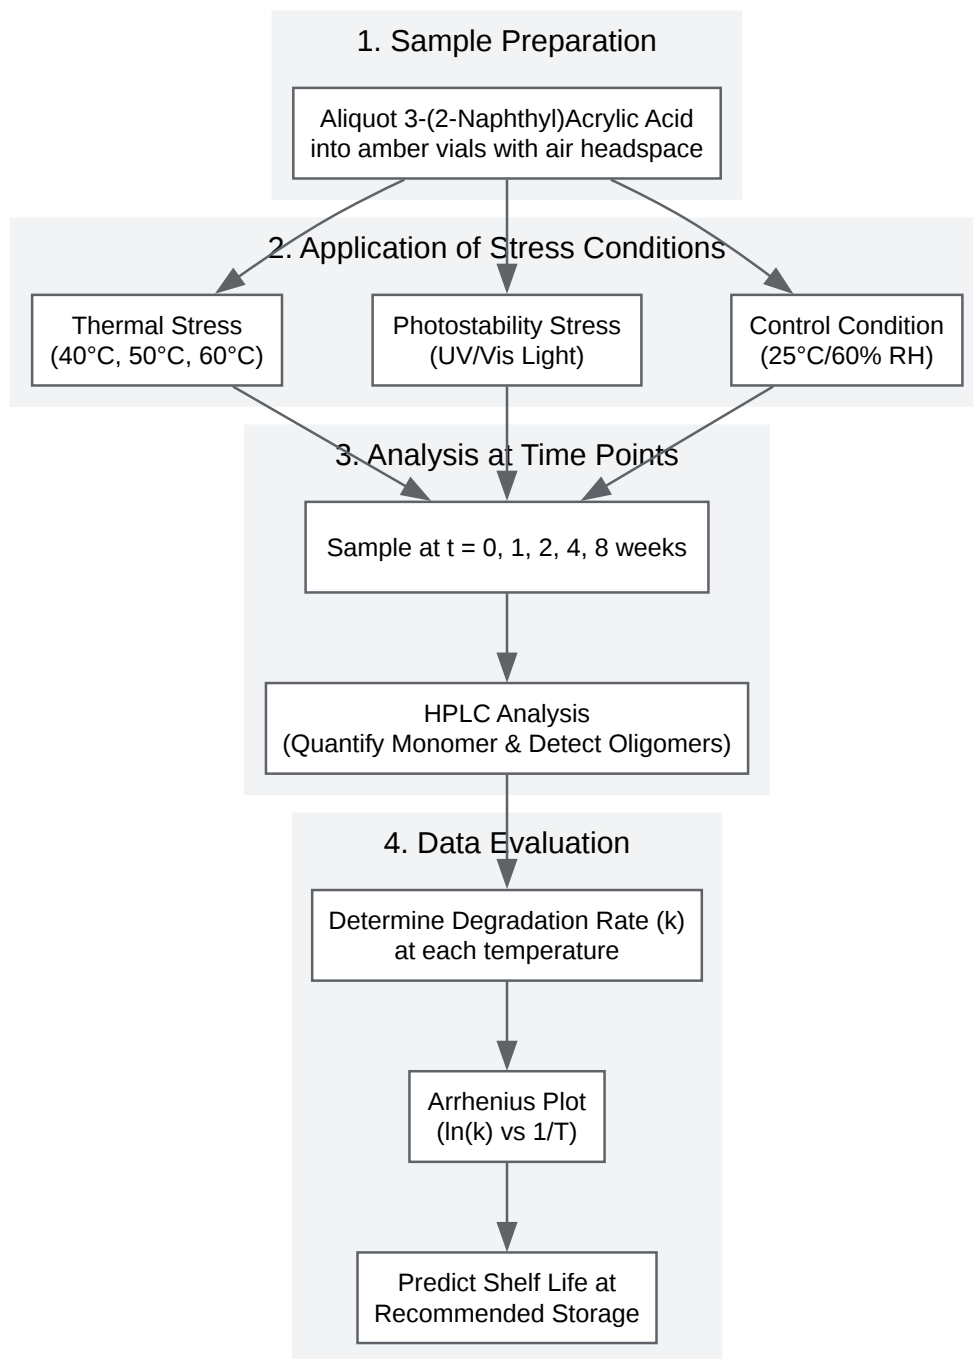 1. Sample Preparation
Aliquot 3-(2-Naphthyl)Acrylic Acid
into amber vials with air headspace
2. Application of Stress Conditions
Thermal Stress
(40°C, 50°C, 60°C)
Photostability Stress
(UV/Vis Light)
Control Condition
(25°C/60% RH)
3. Analysis at Time Points
Sample at t = 0, 1, 2, 4, 8 weeks
HPLC Analysis
(Quantify Monomer & Detect Oligomers)
4. Data Evaluation
Determine Degradation Rate (k)
at each temperature
Arrhenius Plot
(ln(k) vs 1/T)
Predict Shelf Life at
Recommended Storage